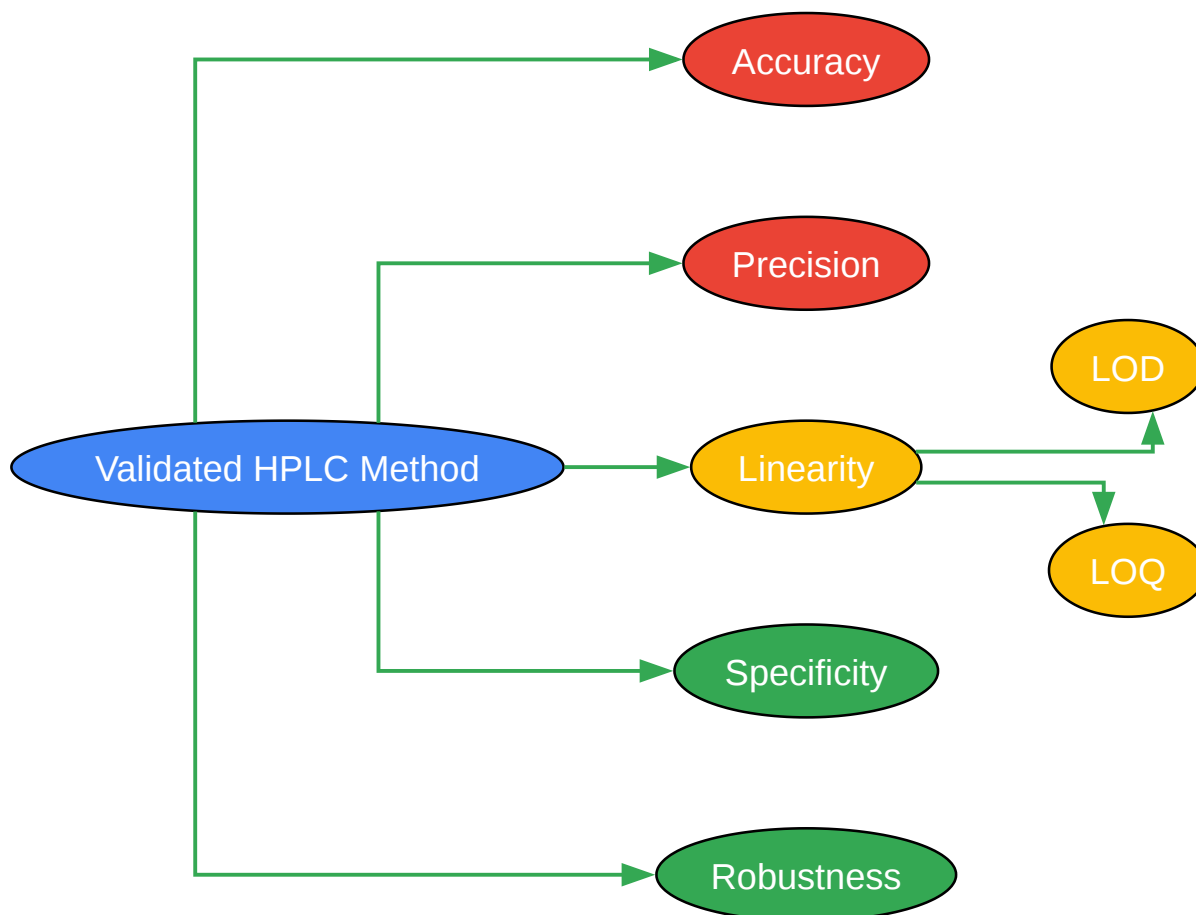 Accuracy
Precision
LOD
Validated HPLC Method
Linearity
LOQ
Specificity
Robustness